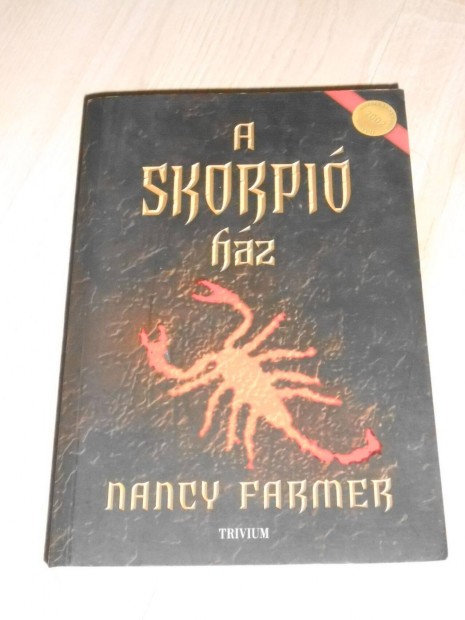 A
SKORPIÓ
ház
NANCY FARMER
TRIVIUM